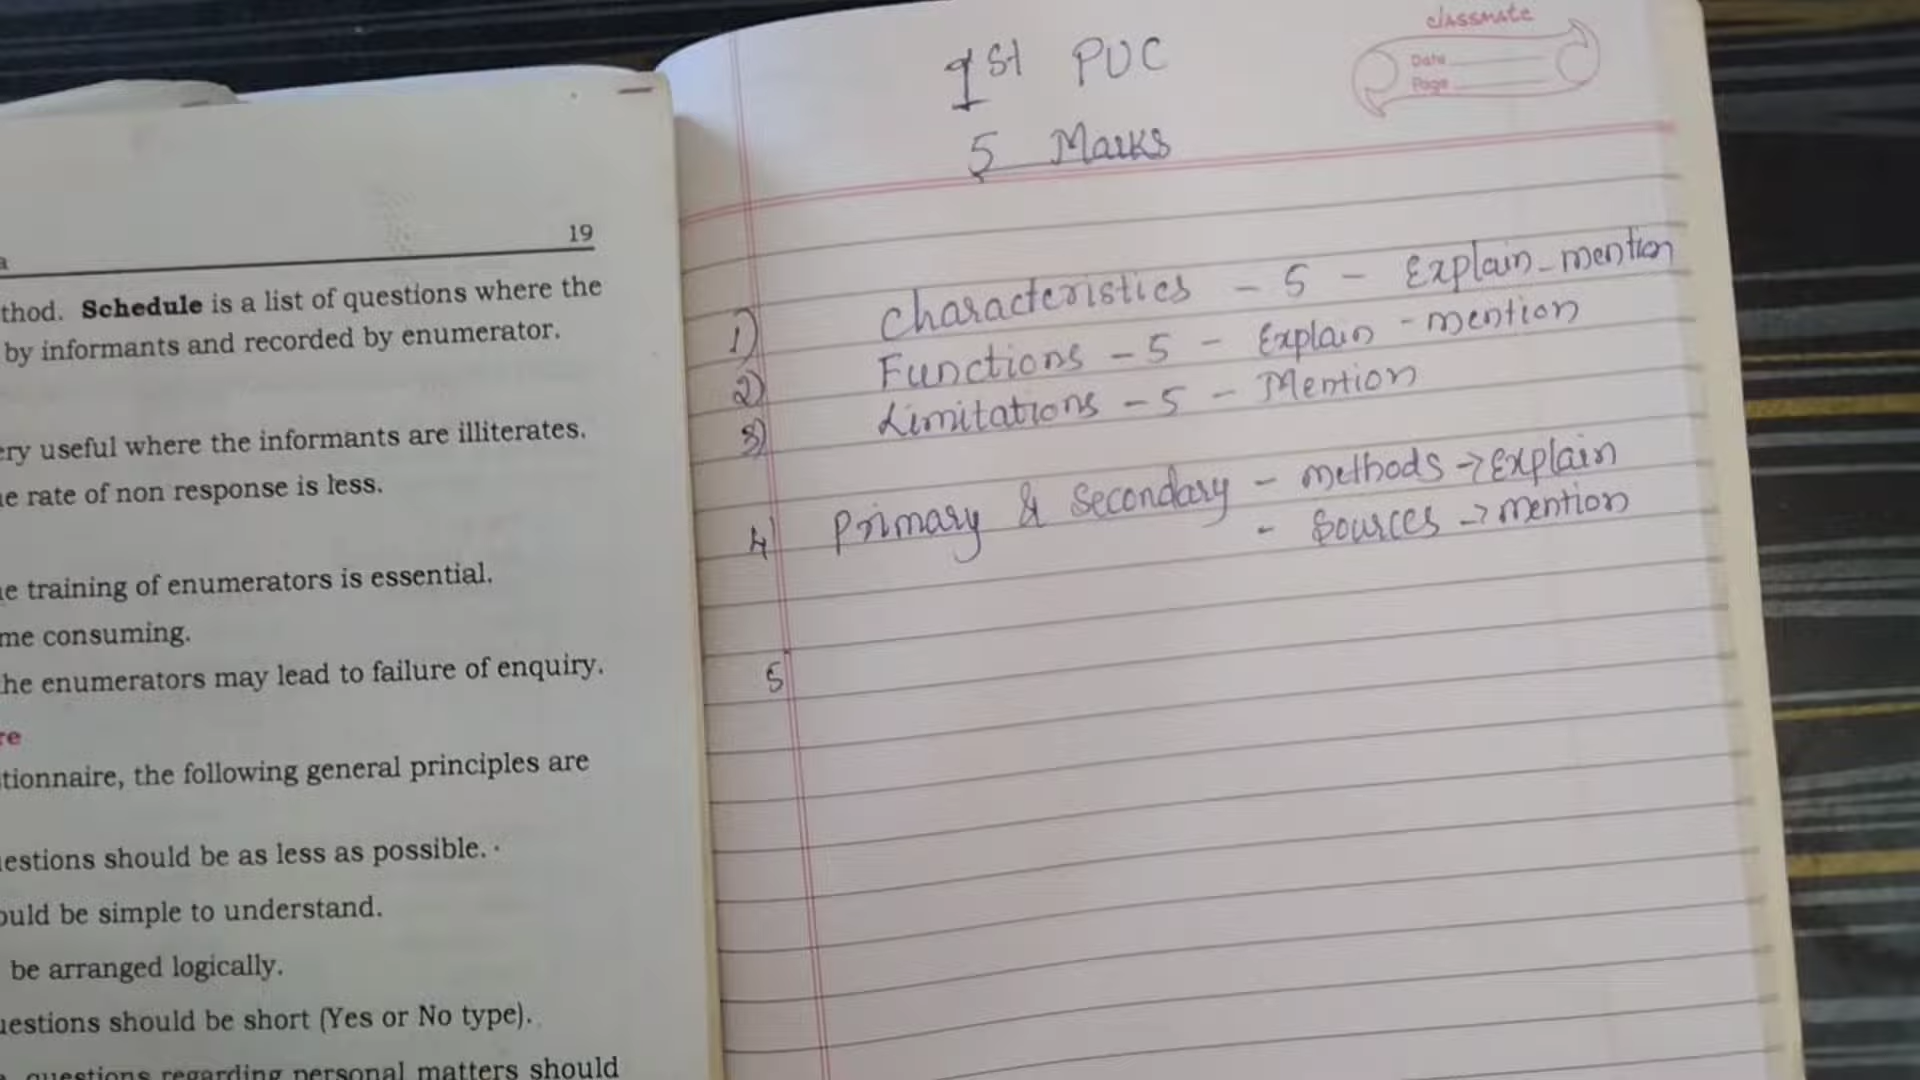 19
thod. Schedule is a list of questions where the
by informants and recorded by enumerator.
ery useful where the informants are illiterates.
e rate of non response is less.
e training of enumerators is essential.
me consuming.
he enumerators may lead to failure of enquiry.
re
tionnaire, the following general principles are
estions should be as less as possible.
ould be simple to understand.
be arranged logically.
estions should be short (Yes or No type).
questions regarding personal matters should
classmate
Date
Page
1st PUC
5 Marks
1) Characteristics - 5 - Explain - mention
2) Functions - 5 - Explain - mention
3) Limitations - 5 - Mention
4) Primary & Secondary - methods → Explain
- Sources → mention
5